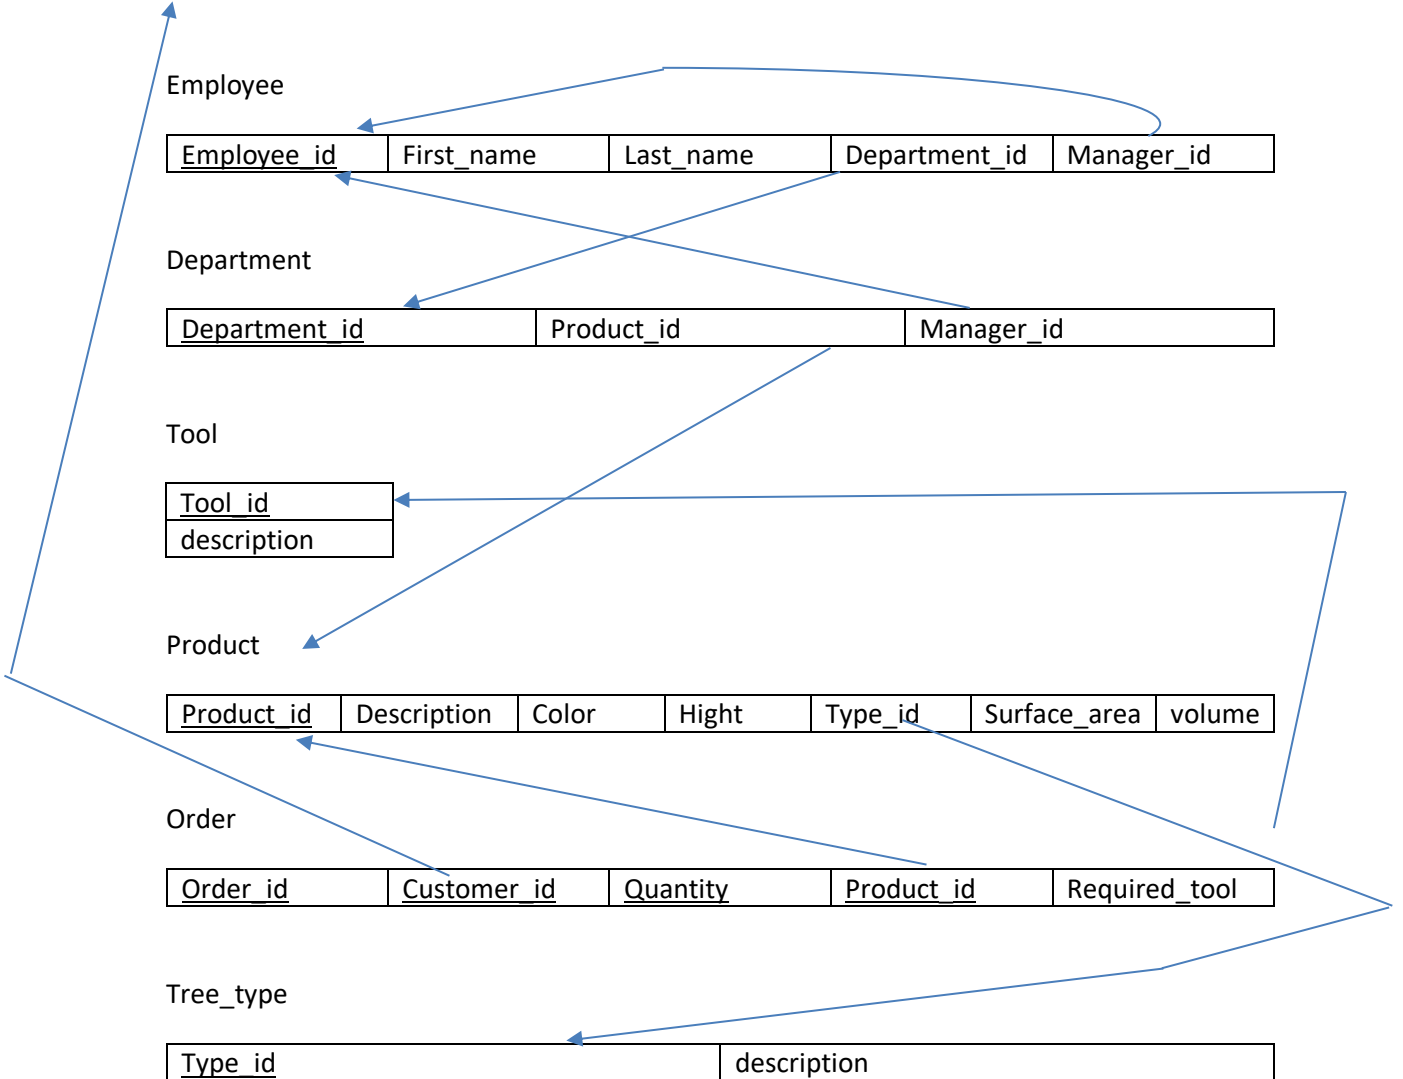 Employee
Employee_id First_name Last_name Department_id Manager_id
Department
Department_id Product_id Manager_id
Tool
Tool_id
description
Product
Product_id Description Color Hight Type_id Surface_area volume
Order
Order_id Customer_id Quantity Product_id Required_tool
Tree_type
Type_id description